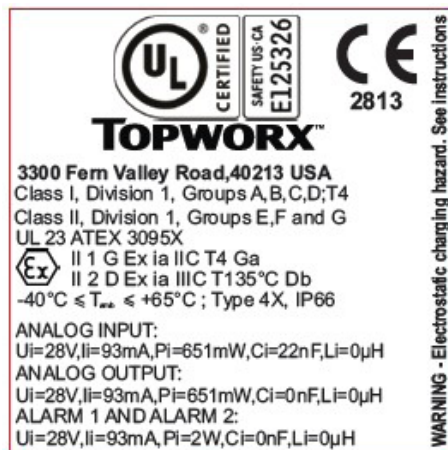 UL
CERTIFIED
SAFETY US·CA
E125326
CE
2813
TOPWORX™
3300 Fern Valley Road,40213 USA
Class I, Division 1, Groups A,B,C,D;T4
Class II, Division 1, Groups E,F and G
UL 23 ATEX 3095X
Ex II 1 G Ex ia IIC T4 Ga
II 2 D Ex ia IIIC T135°C Db
-40°C ≤ Tamb ≤ +65°C ; Type 4X, IP66
ANALOG INPUT:
Ui=28V,Ii=93mA,Pi=651mW,Ci=22nF,Li=0µH
ANALOG OUTPUT:
Ui=28V,Ii=93mA,Pi=651mW,Ci=0nF,Li=0µH
ALARM 1 AND ALARM 2:
Ui=28V,Ii=93mA,Pi=2W,Ci=0nF,Li=0µH
WARNING - Electrostatic charging hazard. See Instructions